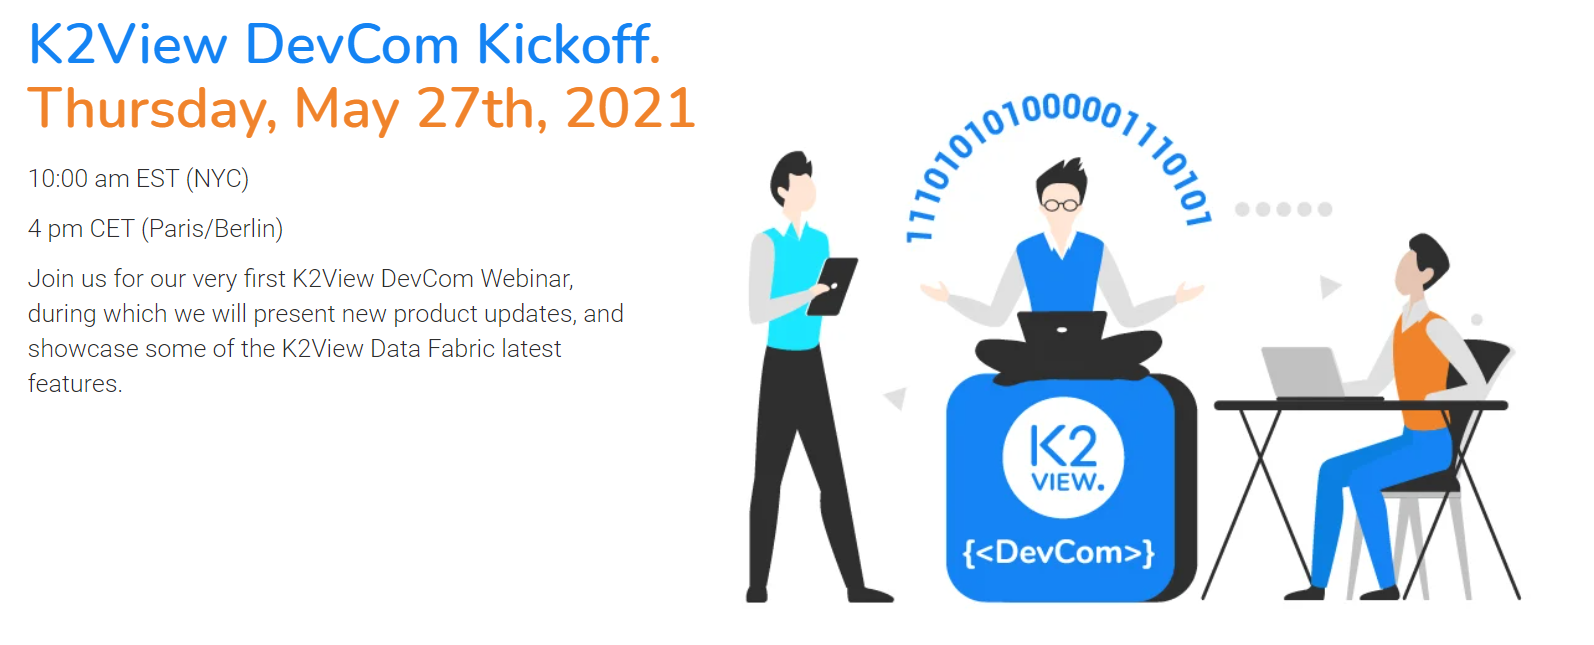 K2View DevCom Kickoff.
Thursday, May 27th, 2021
10:00 am EST (NYC)
4 pm CET (Paris/Berlin)
Join us for our very first K2View DevCom Webinar,
during which we will present new product updates, and
showcase some of the K2View Data Fabric latest
features.
111010101000001110101
K2
VIEW.
{<DevCom>}